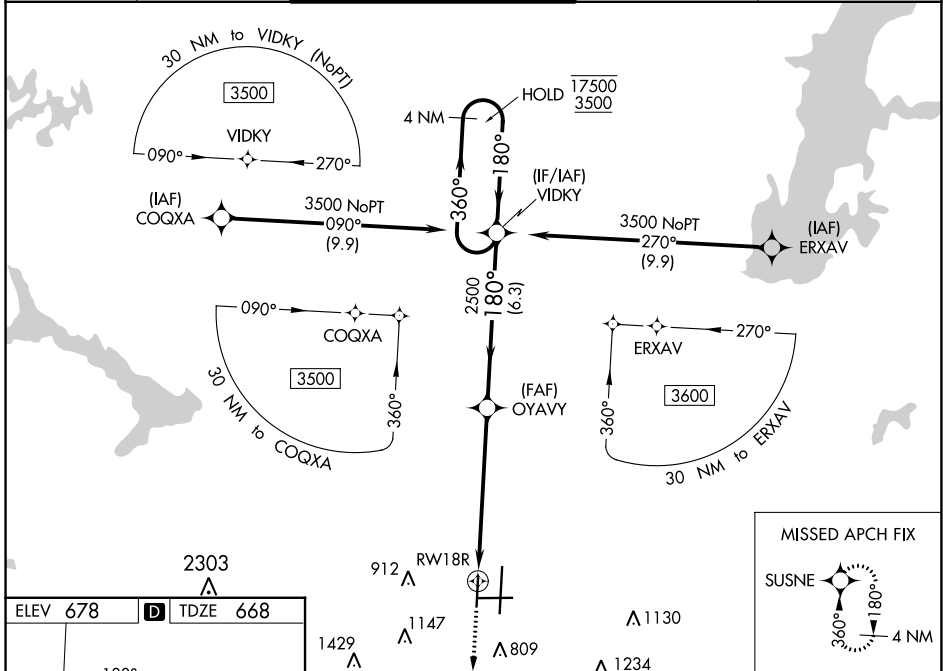 30 NM to VIDKY (NoPT)
3500
VIDKY
090°
270°
HOLD 17500
3500
4 NM
360°
180°
(IF/IAF)
VIDKY
(IAF)
COQXA
3500 NoPT
090°
(9.9)
3500 NoPT
270°
(9.9)
(IAF)
ERXAV
2500
180°
(6.3)
090°
COQXA
3500
360°
30 NM to COQXA
270°
ERXAV
3600
360°
30 NM to ERXAV
(FAF)
OYAVY
MISSED APCH FIX
SUSNE
360°
180°
4 NM
2303
912
RW18R
1147
1429
809
1130
1234
ELEV 678
D
TDZE 668